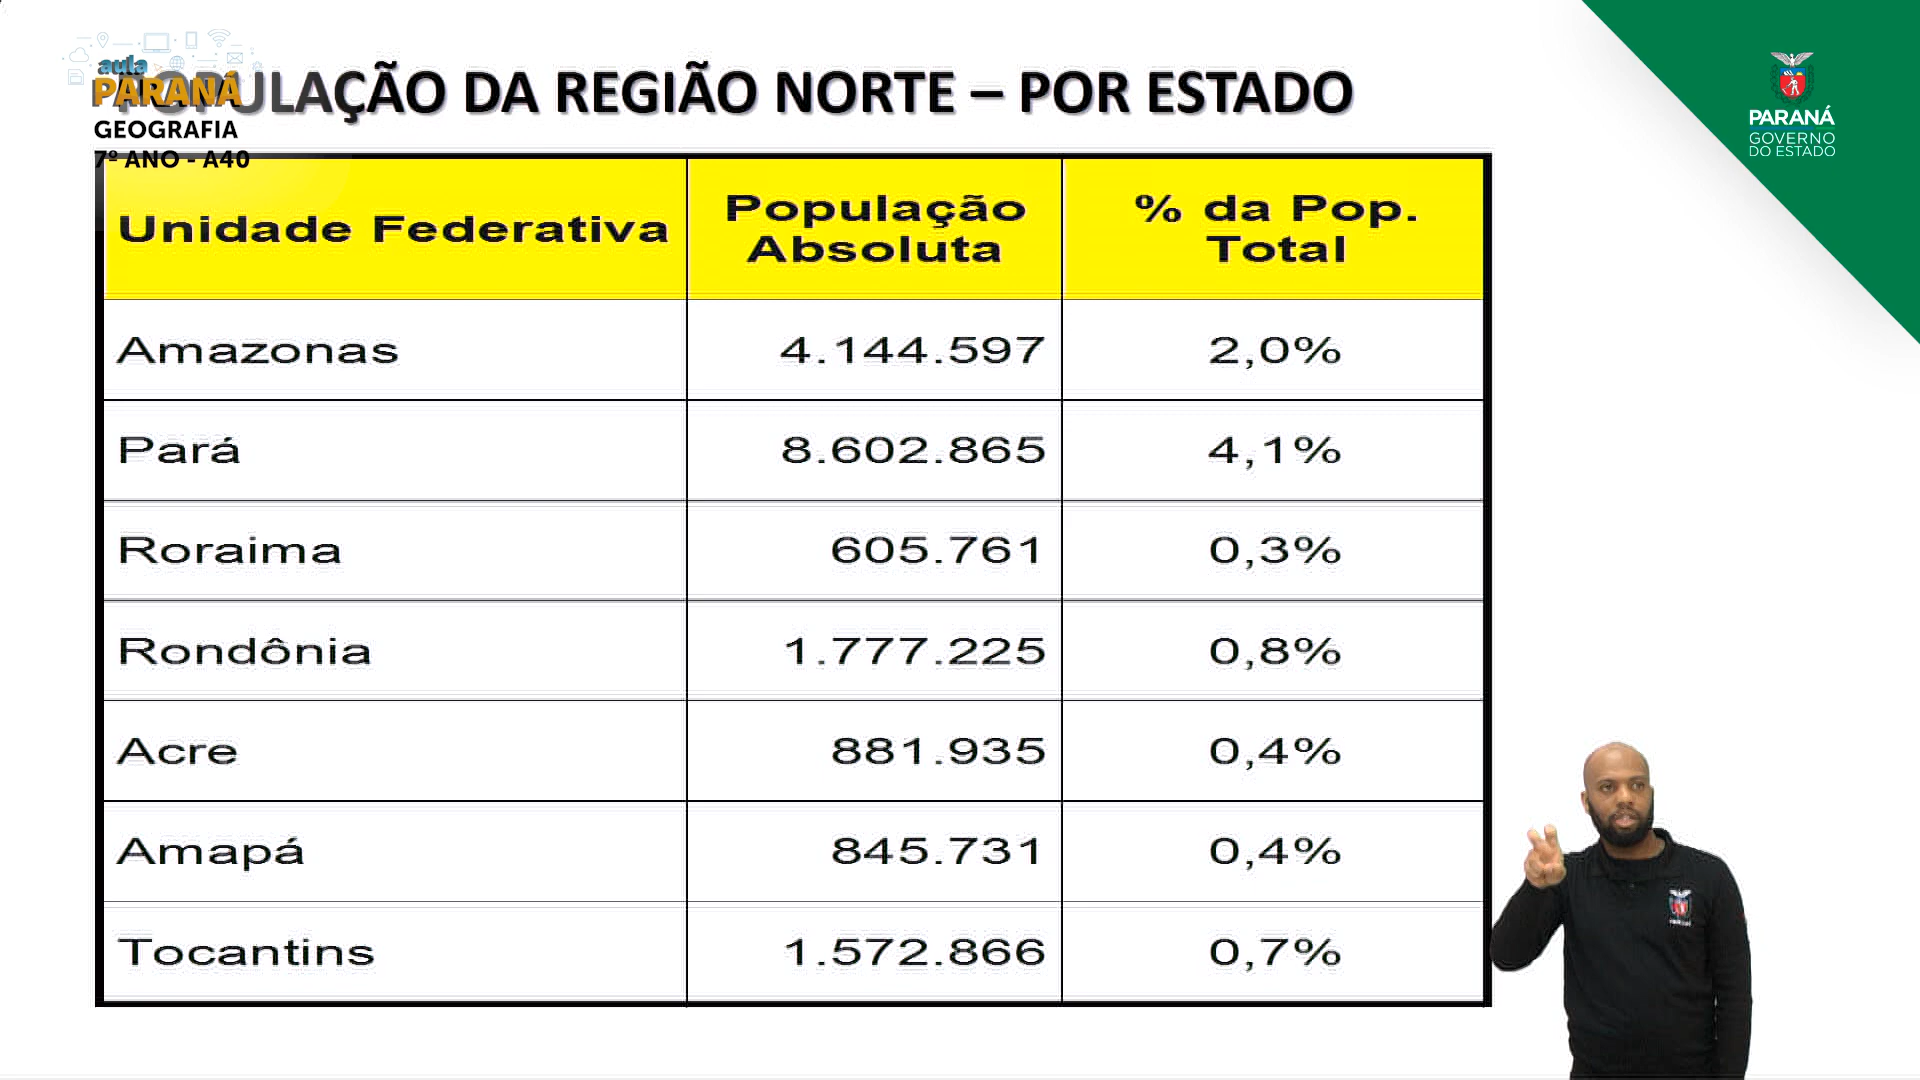 aula
PARANÁ
GEOGRAFIA
7º ANO - A40
POPULAÇÃO DA REGIÃO NORTE – POR ESTADO
PARANÁ
GOVERNO
DO ESTADO
Unidade Federativa
População
Absoluta
% da Pop.
Total
Amazonas 4.144.597 2,0%
Pará 8.602.865 4,1%
Roraima 605.761 0,3%
Rondônia 1.777.225 0,8%
Acre 881.935 0,4%
Amapá 845.731 0,4%
Tocantins 1.572.866 0,7%